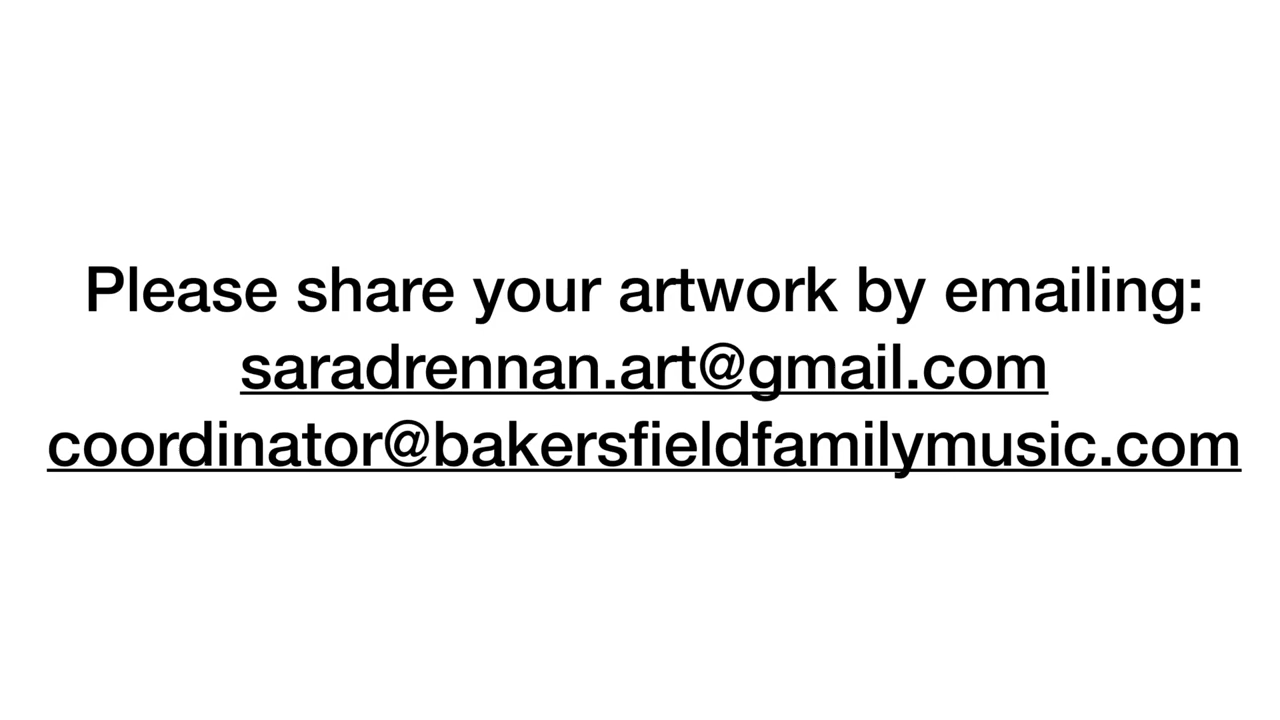 Please share your artwork by emailing:
saradrennan.art@gmail.com
coordinator@bakersfieldfamilymusic.com